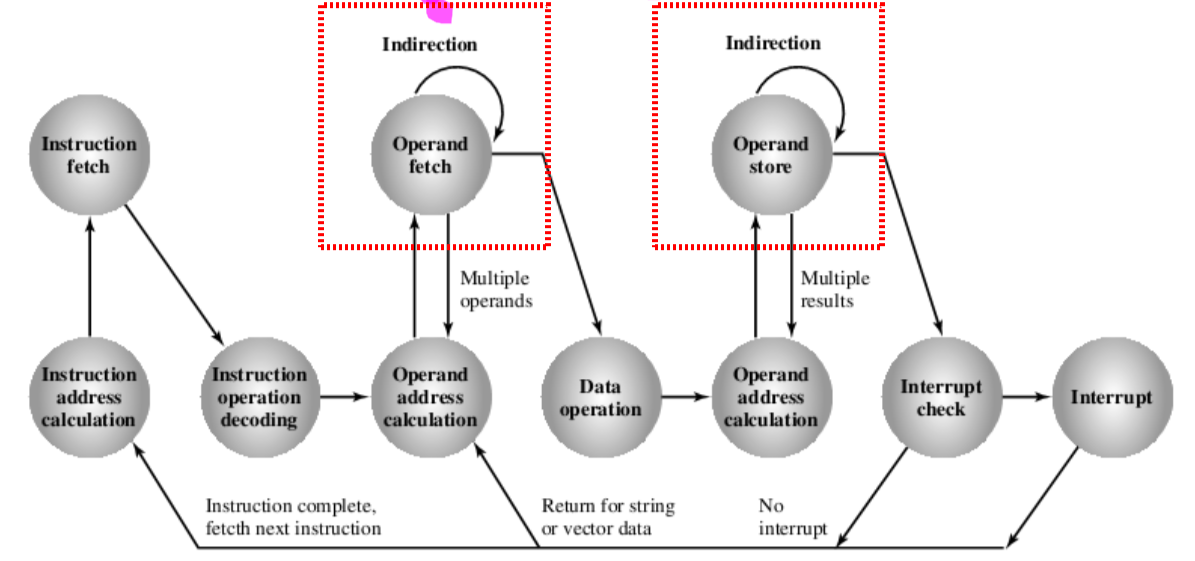 Indirection
Indirection
Instruction
fetch
Operand
fetch
Operand
store
Multiple
operands
Multiple
results
Instruction
address
calculation
Instruction
operation
decoding
Operand
address
calculation
Data
operation
Operand
address
calculation
Interrupt
check
Interrupt
Instruction complete,
fetcth next instruction
Return for string
or vector data
No
interrupt